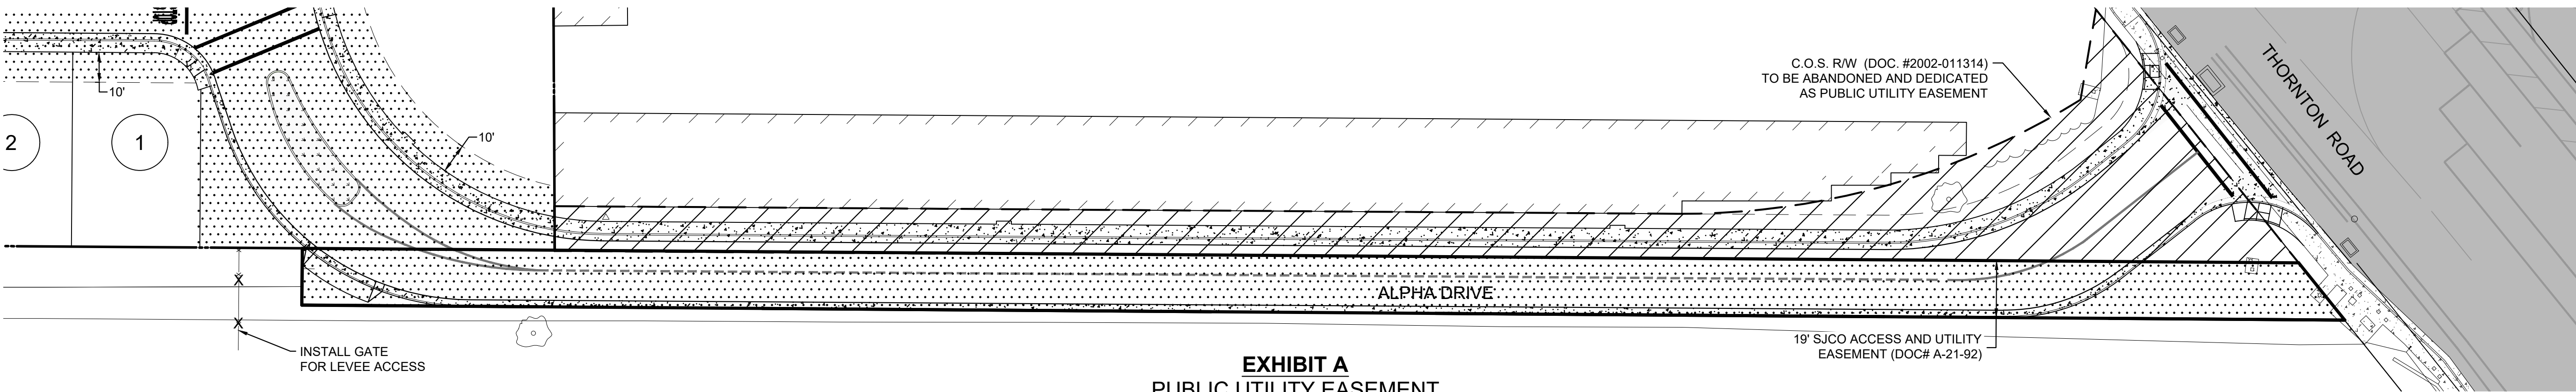 C.O.S. R/W (DOC. #2002-011314)
TO BE ABANDONED AND DEDICATED
AS PUBLIC UTILITY EASEMENT
THORNTON ROAD
10'
2
1
10'
ALPHA DRIVE
INSTALL GATE
FOR LEVEE ACCESS
19' SJCO ACCESS AND UTILITY
EASEMENT (DOC# A-21-92)
EXHIBIT A
PUBLIC UTILITY EASEMENT